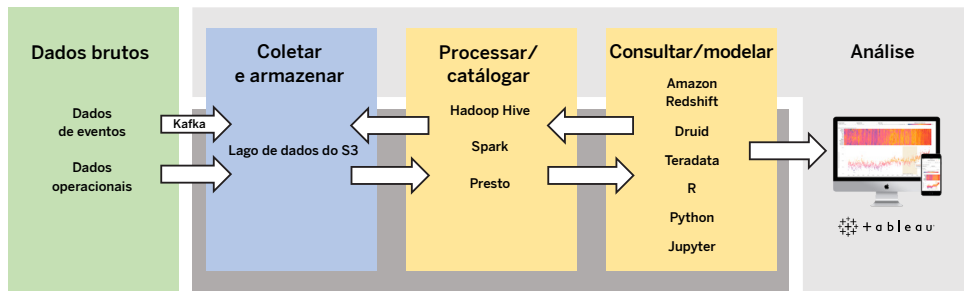 Dados brutos
Dados
de eventos
Dados
operacionais
Kafka
Coletar
e armazenar
Lago de dados do S3
Processar/
catálogar
Hadoop Hive
Spark
Presto
Consultar/modelar
Amazon
Redshift
Druid
Teradata
R
Python
Jupyter
Análise
+ a b l e a u